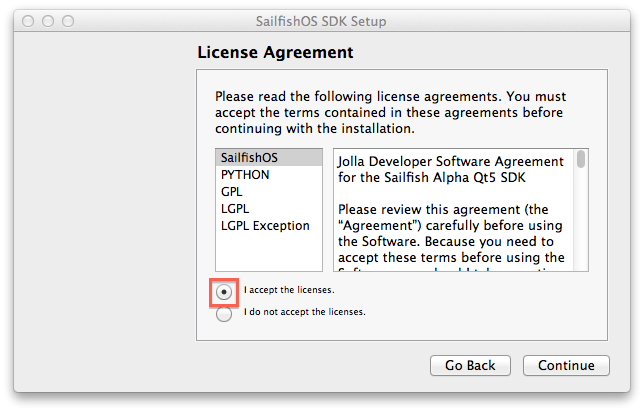 SailfishOS SDK Setup
License Agreement
Please read the following license agreements. You must
accept the terms contained in these agreements before
continuing with the installation.
SailfishOS
PYTHON
GPL
LGPL
LGPL Exception
Jolla Developer Software Agreement
for the Sailfish Alpha Qt5 SDK
Please review this agreement (the
“Agreement”) carefully before using
the Software. Because you need to
accept these terms before using the
I accept the licenses.
I do not accept the licenses.
Go Back
Continue